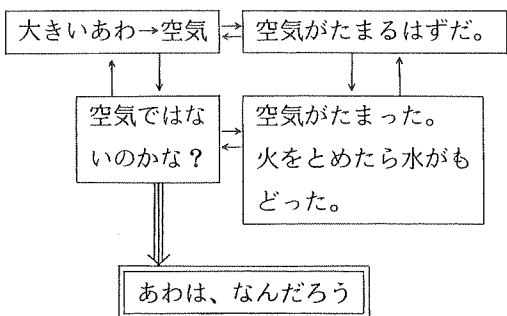 大きいあわ→空気
空気がたまるはずだ。
空気ではな
いのかな？
空気がたまった。
火をとめたら水がも
どった。
あわは、なんだろう